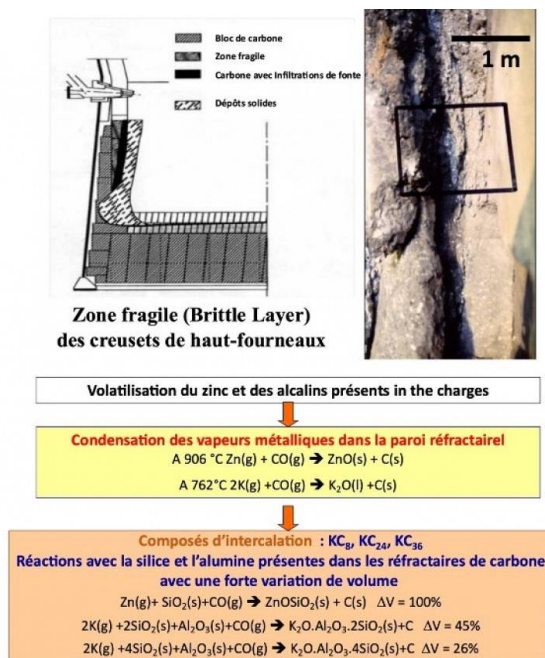 Bloc de carbone
Zone fragile
Carbone avec Infiltrations de fonte
Dépôts solides
1 m
Zone fragile (Brittle Layer)
des creusets de haut-fourneaux
Volatilisation du zinc et des alcalins présents in the charges
Condensation des vapeurs métalliques dans la paroi réfractairel
A 906 °C Zn(g) + CO(g) ➔ ZnO(s) + C(s)
A 762°C 2K(g) +CO(g) ➔ K₂O(l) +C(s)
Composés d’intercalation : KC₈, KC₂₄, KC₃₆
Réactions avec la silice et l’alumine présentes dans les réfractaires de carbone
avec une forte variation de volume
Zn(g)+ SiO₂(s)+CO(g) ➔ ZnOSiO₂(s) + C(s) ΔV = 100%
2K(g) +2SiO₂(s)+Al₂O₃(s)+CO(g) ➔ K₂O.Al₂O₃.2SiO₂(s)+C ΔV = 45%
2K(g) +4SiO₂(s)+Al₂O₃(s)+CO(g) ➔ K₂O.Al₂O₃.4SiO₂(s)+C ΔV = 26%